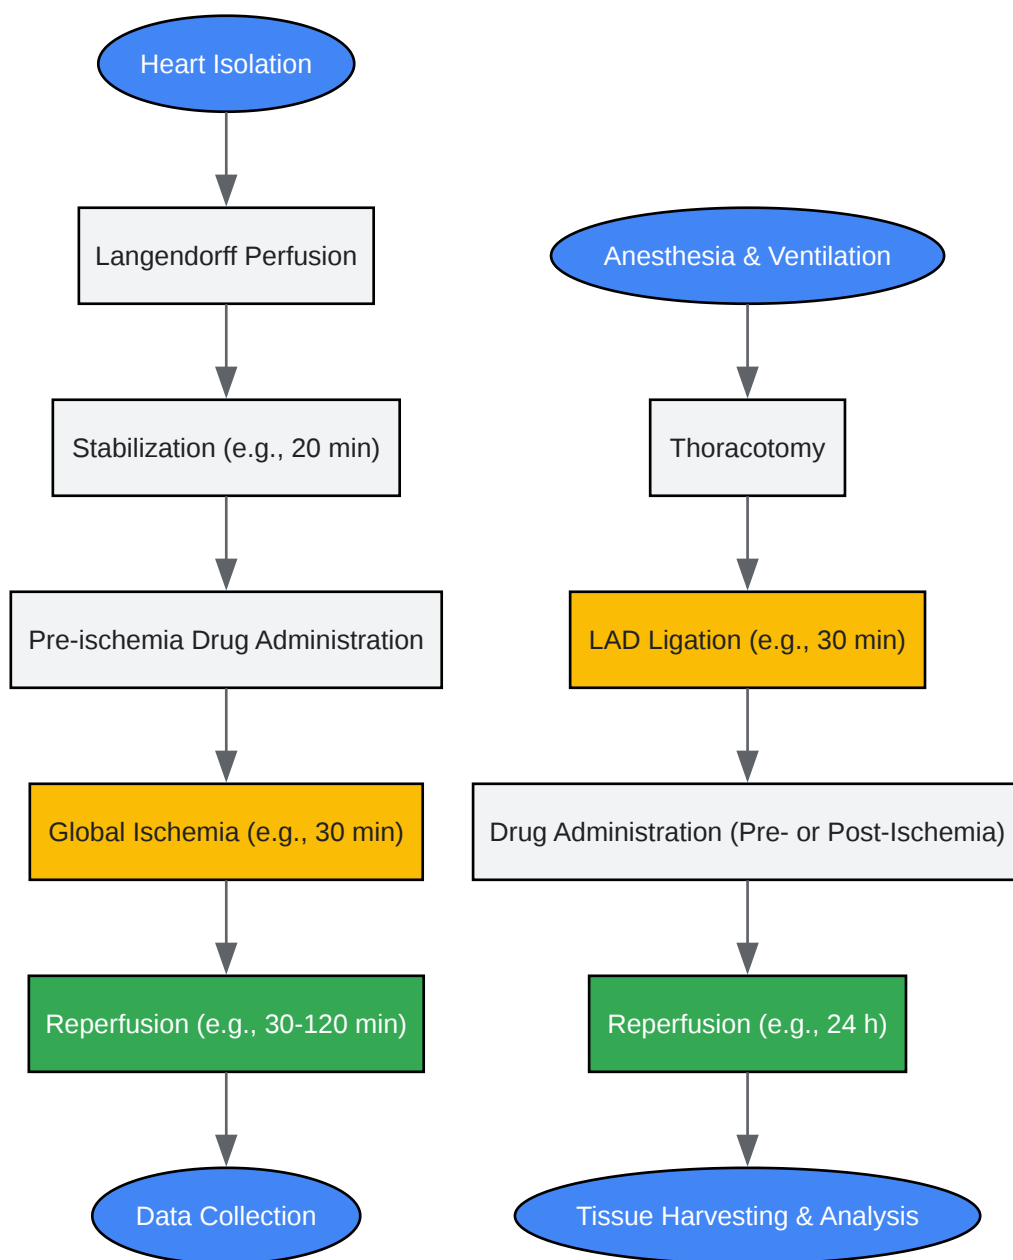 Heart Isolation
Langendorff Perfusion
Stabilization (e.g., 20 min)
Pre-ischemia Drug Administration
Global Ischemia (e.g., 30 min)
Reperfusion (e.g., 30-120 min)
Data Collection
Anesthesia & Ventilation
Thoracotomy
LAD Ligation (e.g., 30 min)
Drug Administration (Pre- or Post-Ischemia)
Reperfusion (e.g., 24 h)
Tissue Harvesting & Analysis